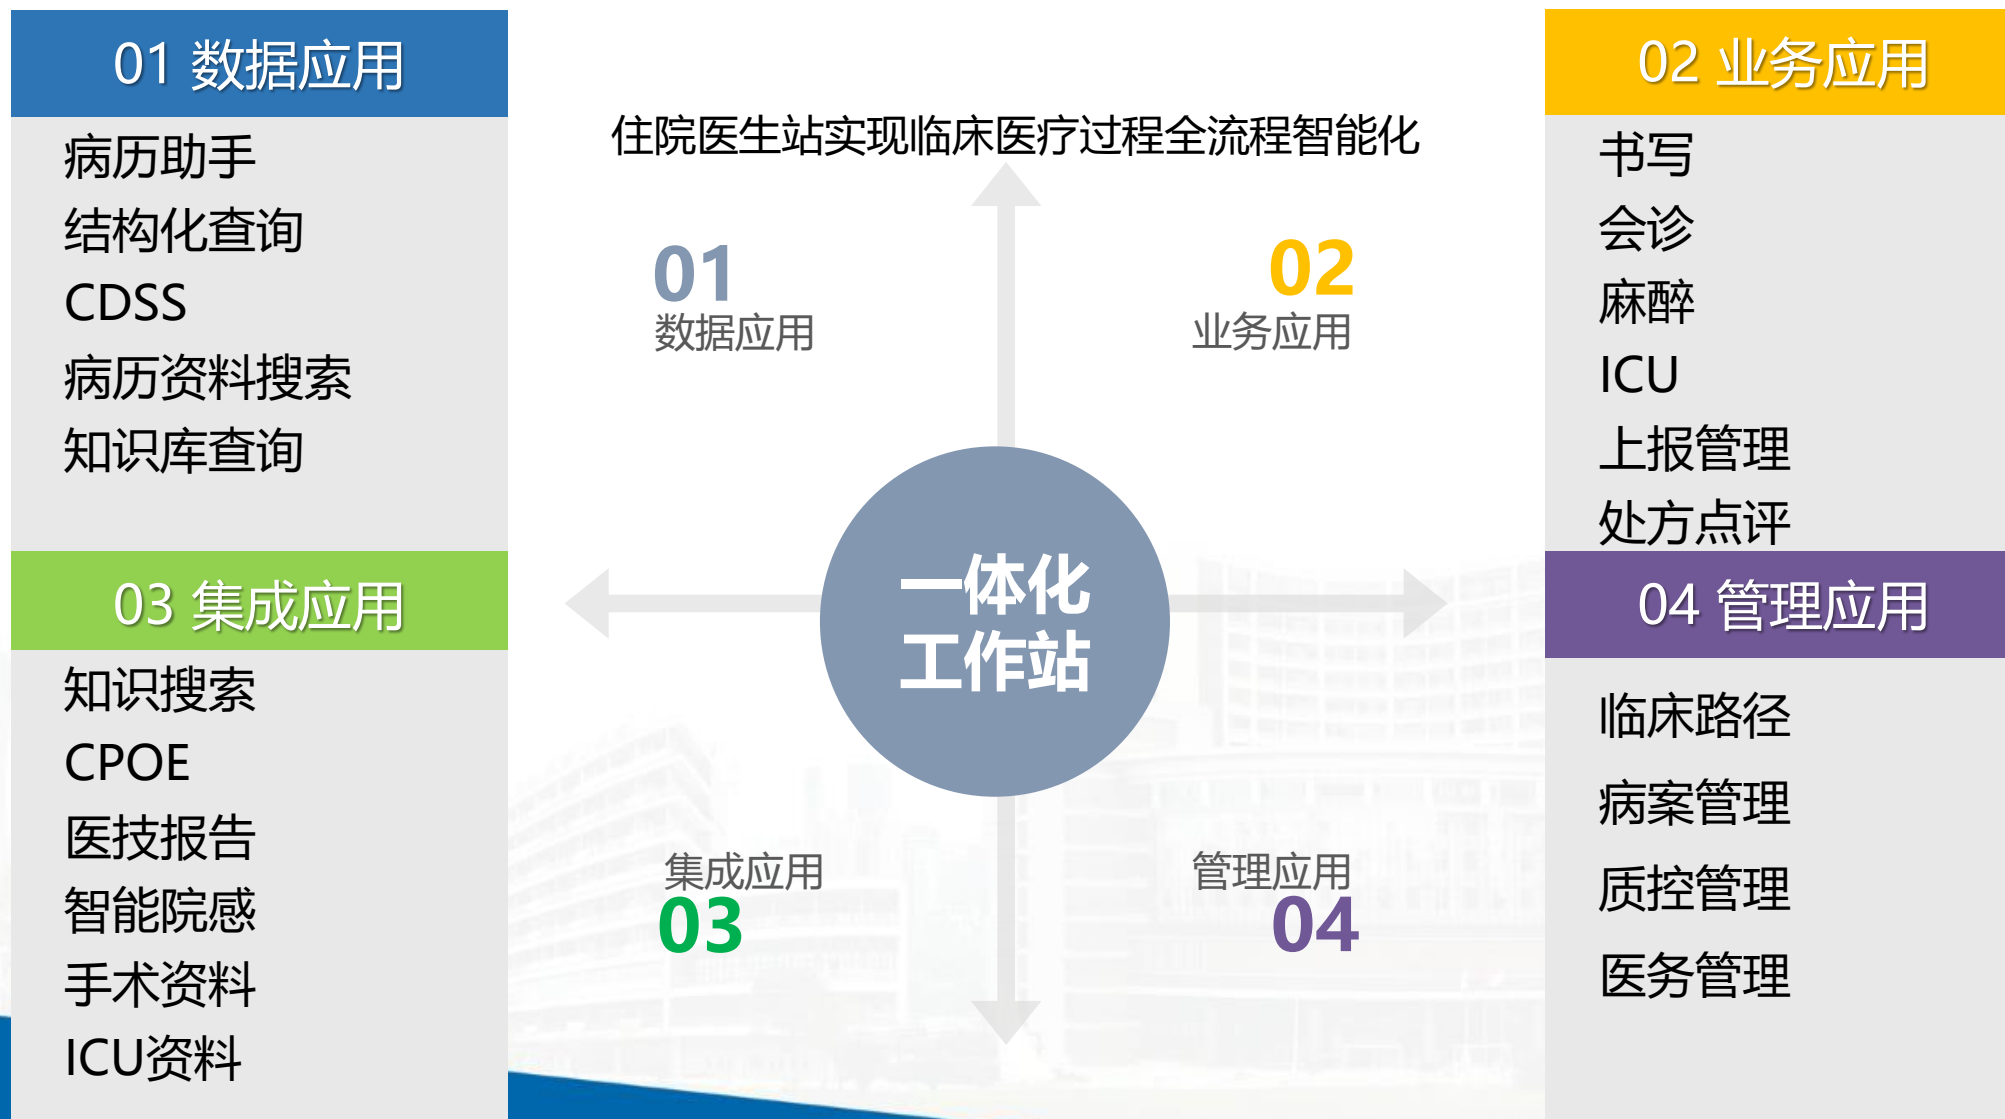 01 数据应用
病历助手
结构化查询
CDSS
病历资料搜索
知识库查询
03 集成应用
知识搜索
CPOE
医技报告
智能院感
手术资料
ICU资料
住院医生站实现临床医疗过程全流程智能化
01
数据应用
02
业务应用
一体化
工作站
集成应用
03
管理应用
04
02 业务应用
书写
会诊
麻醉
ICU
上报管理
处方点评
04 管理应用
临床路径
病案管理
质控管理
医务管理